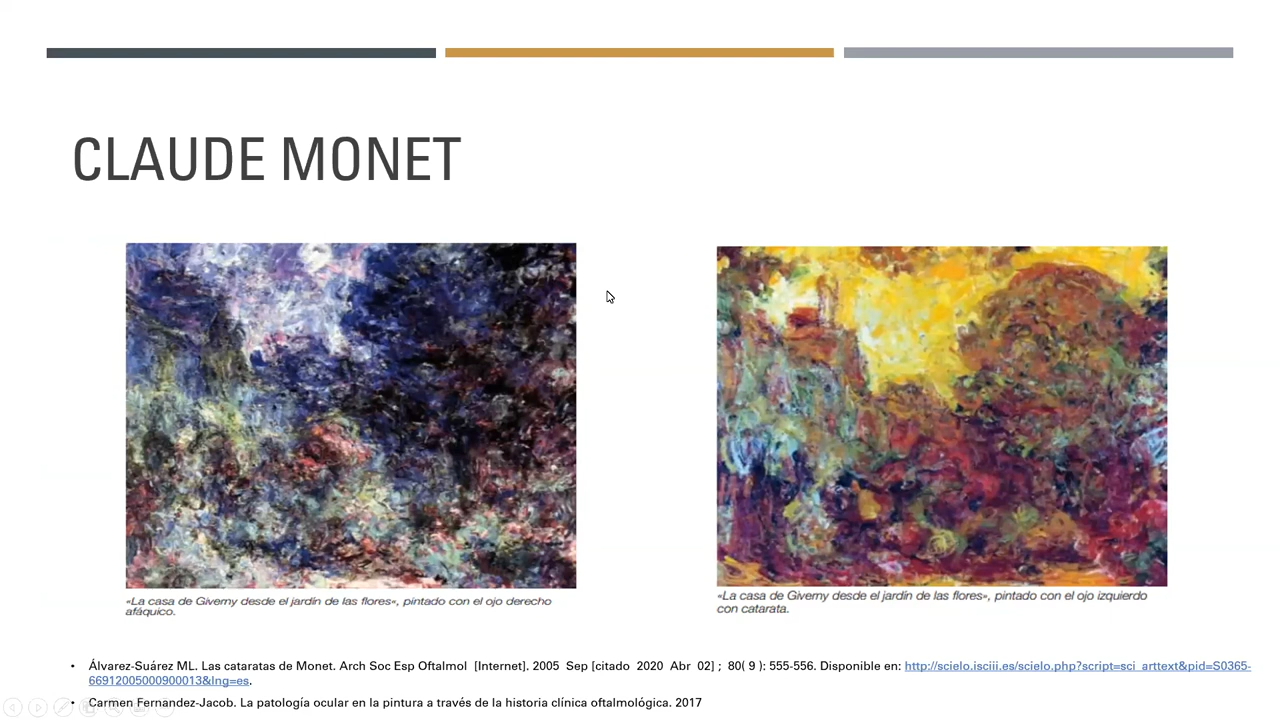 CLAUDE MONET
«La casa de Giverny desde el jardín de las flores«, pintado con el ojo derecho
afáquico.
«La casa de Giverny desde el jardín de las flores», pintado con el ojo izquierdo
con catarata.
• Álvarez-Suárez ML. Las cataratas de Monet. Arch Soc Esp Oftalmol [Internet]. 2005 Sep [citado 2020 Abr 02] ; 80( 9 ): 555-556. Disponible en: http://scielo.isciii.es/scielo.php?script=sci_arttext&pid=S0365-
66912005000900013&lng=es.
• Carmen Fernández-Jacob. La patología ocular en la pintura a través de la historia clínica oftalmológica. 2017